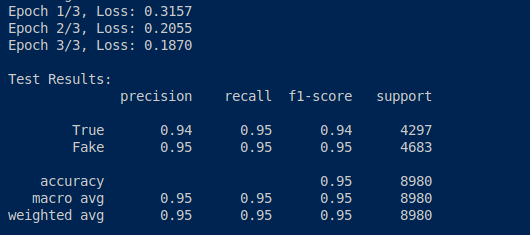 Epoch 1/3, Loss: 0.3157
Epoch 2/3, Loss: 0.2055
Epoch 3/3, Loss: 0.1870
Test Results:
precision recall f1-score support
True 0.94 0.95 0.94 4297
Fake 0.95 0.95 0.95 4683
accuracy 0.95 8980
macro avg 0.95 0.95 0.95 8980
weighted avg 0.95 0.95 0.95 8980